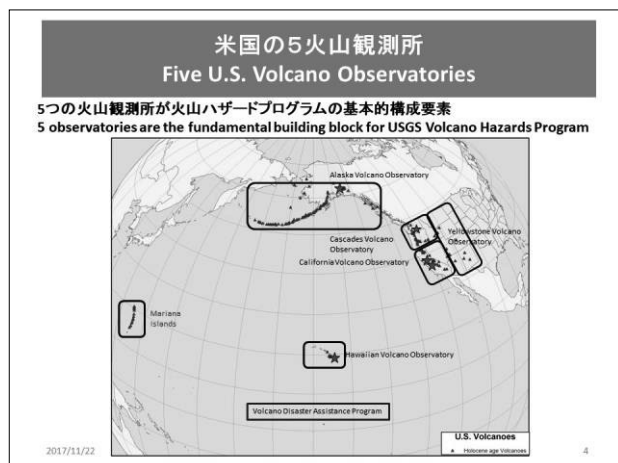 米国の5火山観測所
Five U.S. Volcano Observatories
5つの火山観測所が火山ハザードプログラムの基本的構成要素
5 observatories are the fundamental building block for USGS Volcano Hazards Program
Alaska Volcano Observatory
Cascades Volcano
Observatory
Yellowstone Volcano
Observatory
California Volcano Observatory
Mariana
Islands
Hawaiian Volcano Observatory
Volcano Disaster Assistance Program
U.S. Volcanoes
Holocene age Volcanoes
2017/11/22
4